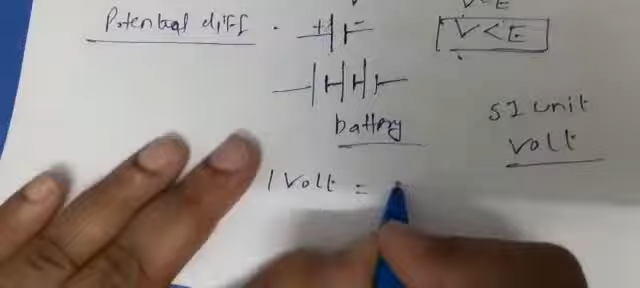 Potential diff
+ -
V < E
battery
SI unit
volt
1 Volt =